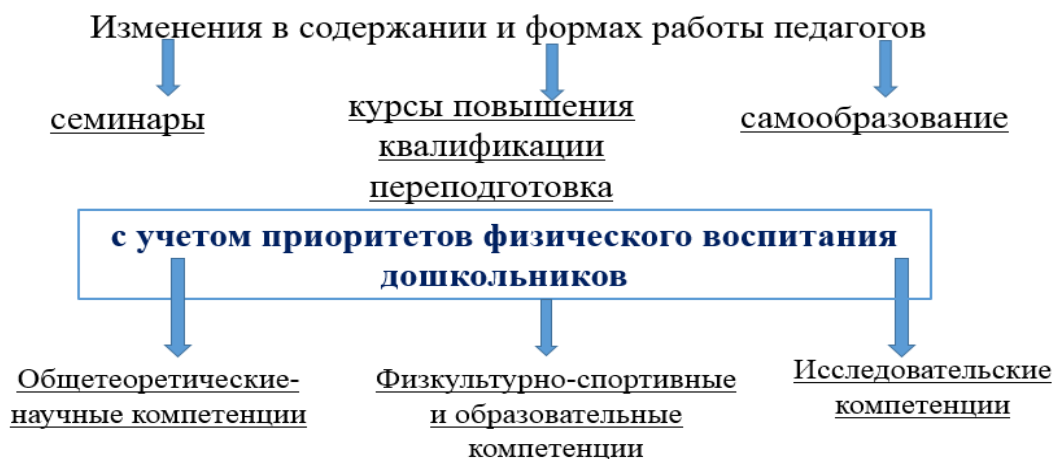 Изменения в содержании и формах работы педагогов
семинары
курсы повышения
квалификации
переподготовка
самообразование
с учетом приоритетов физического воспитания
дошкольников
Общетеоретические-
научные компетенции
Физкультурно-спортивные
и образовательные
компетенции
Исследовательские
компетенции